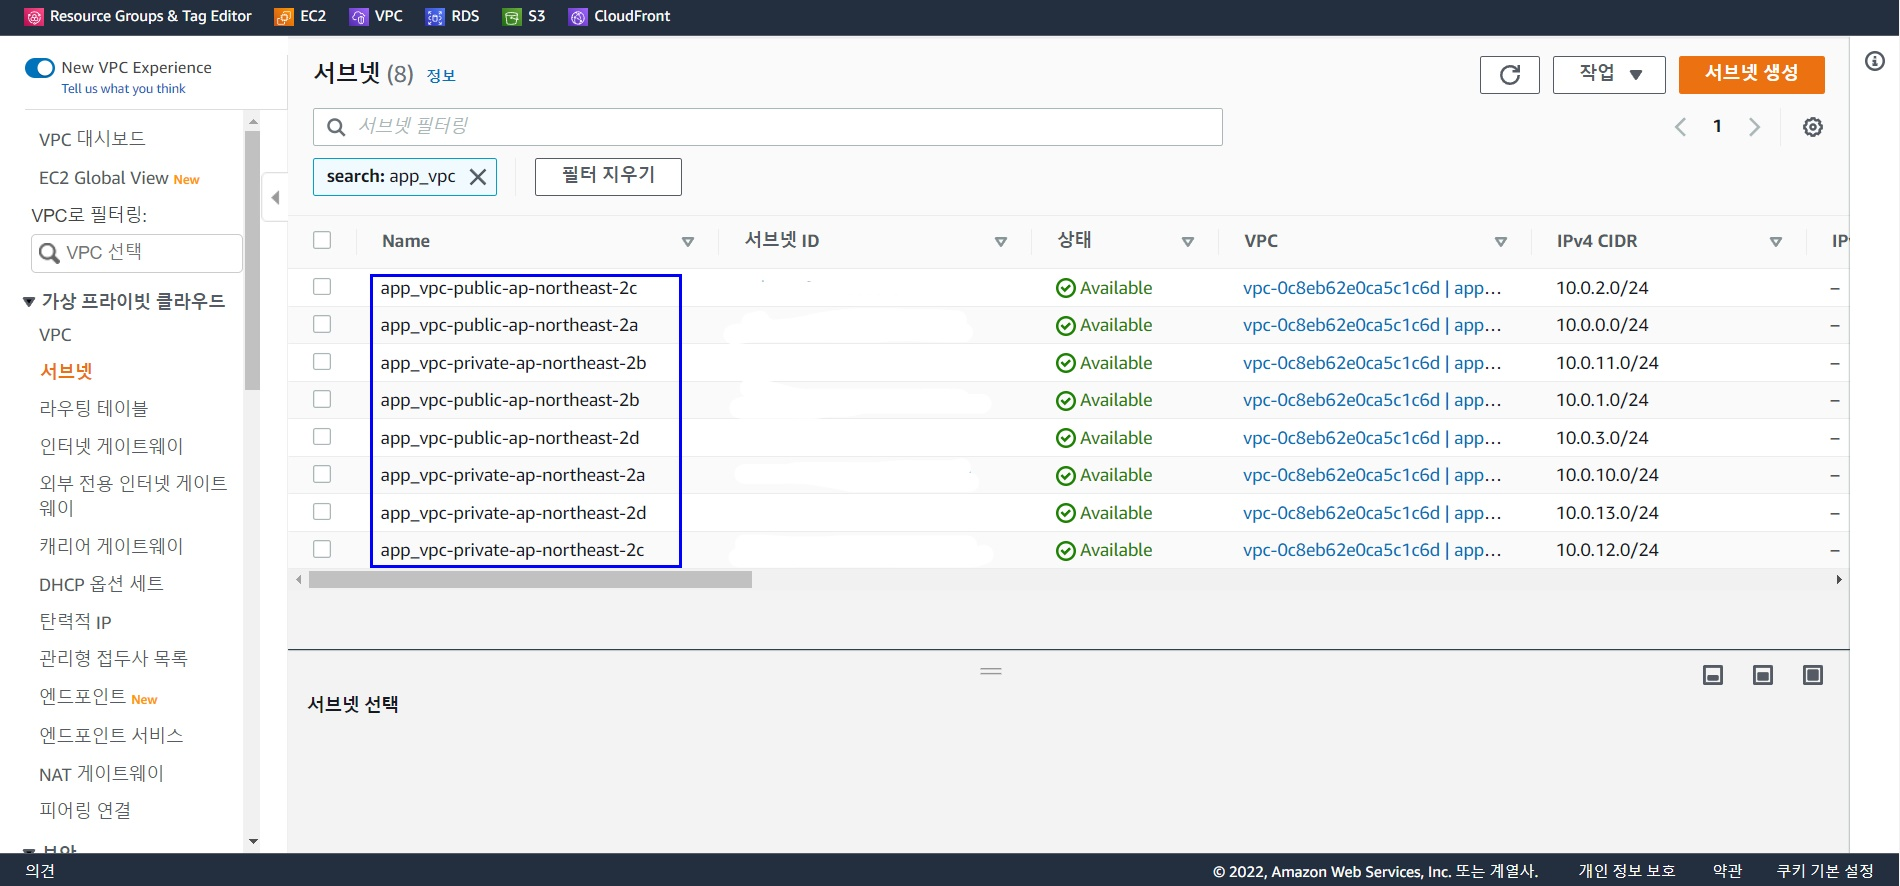 Resource Groups & Tag Editor EC2 VPC RDS S3 CloudFront
New VPC Experience
Tell us what you think
VPC 대시보드
EC2 Global View New
VPC로 필터링:
VPC 선택
가상 프라이빗 클라우드
VPC
서브넷
라우팅 테이블
인터넷 게이트웨이
외부 전용 인터넷 게이트
웨이
캐리어 게이트웨이
DHCP 옵션 세트
탄력적 IP
관리형 접두사 목록
엔드포인트 New
엔드포인트 서비스
NAT 게이트웨이
피어링 연결
보안
서브넷 (8) 정보
작업
서브넷 생성
서브넷 필터링
1
search: app_vpc
필터 지우기
Name 서브넷 ID 상태 VPC IPv4 CIDR IP
app_vpc-public-ap-northeast-2c Available vpc-0c8eb62e0ca5c1c6d | app… 10.0.2.0/24 –
app_vpc-public-ap-northeast-2a Available vpc-0c8eb62e0ca5c1c6d | app… 10.0.0.0/24 –
app_vpc-private-ap-northeast-2b Available vpc-0c8eb62e0ca5c1c6d | app… 10.0.11.0/24 –
app_vpc-public-ap-northeast-2b Available vpc-0c8eb62e0ca5c1c6d | app… 10.0.1.0/24 –
app_vpc-public-ap-northeast-2d Available vpc-0c8eb62e0ca5c1c6d | app… 10.0.3.0/24 –
app_vpc-private-ap-northeast-2a Available vpc-0c8eb62e0ca5c1c6d | app… 10.0.10.0/24 –
app_vpc-private-ap-northeast-2d Available vpc-0c8eb62e0ca5c1c6d | app… 10.0.13.0/24 –
app_vpc-private-ap-northeast-2c Available vpc-0c8eb62e0ca5c1c6d | app… 10.0.12.0/24 –
서브넷 선택
의견 © 2022, Amazon Web Services, Inc. 또는 계열사. 개인 정보 보호 약관 쿠키 기본 설정